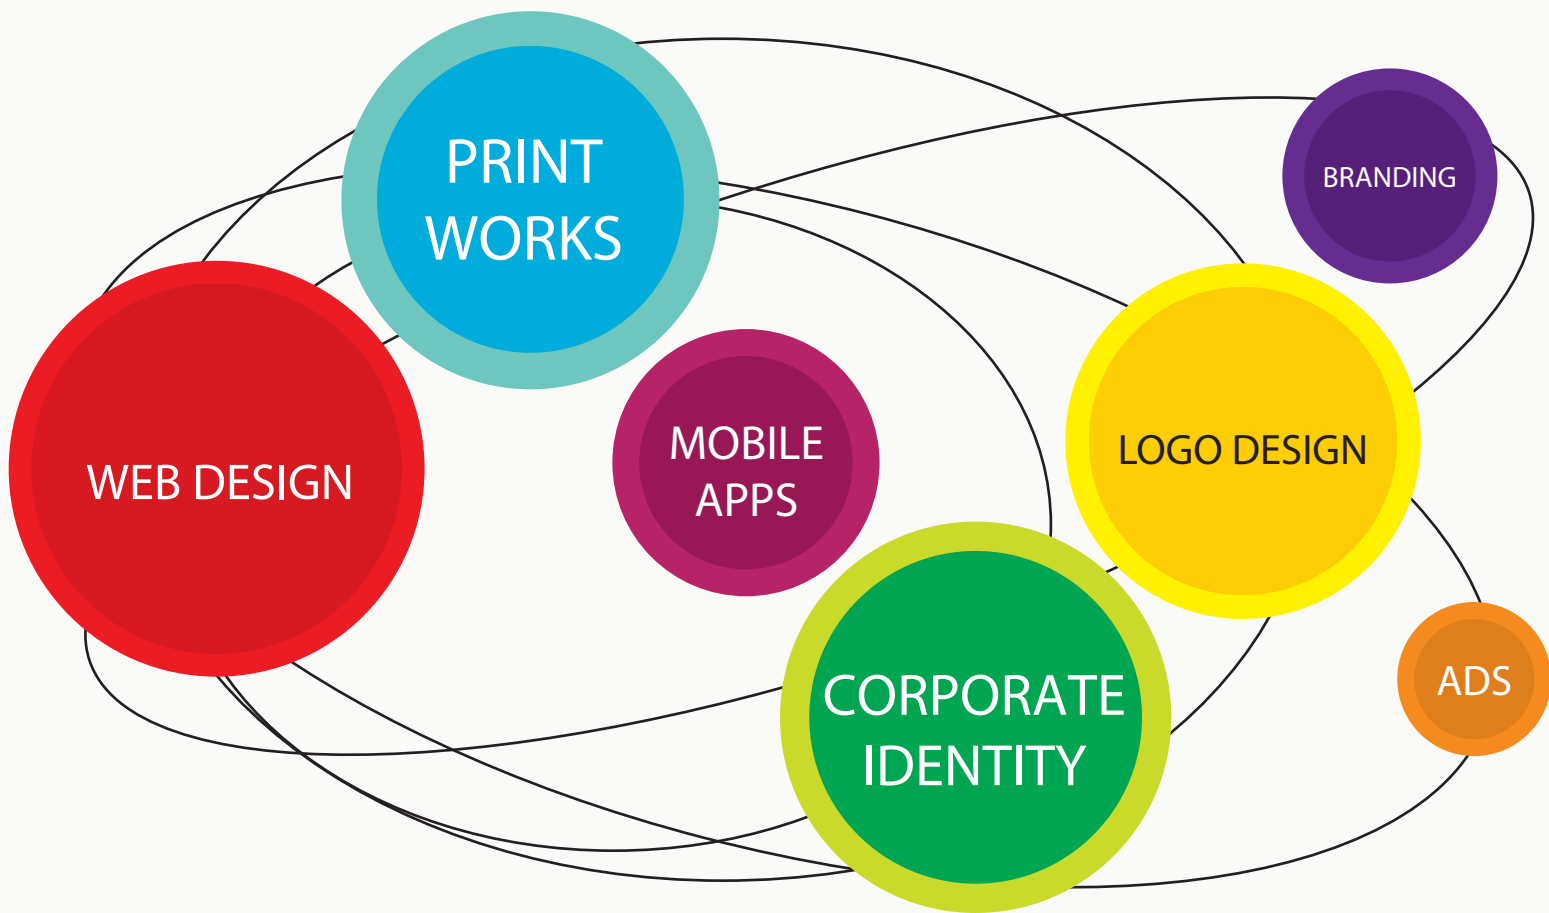 PRINT
WORKS
BRANDING
WEB DESIGN
MOBILE
APPS
LOGO DESIGN
CORPORATE
IDENTITY
ADS